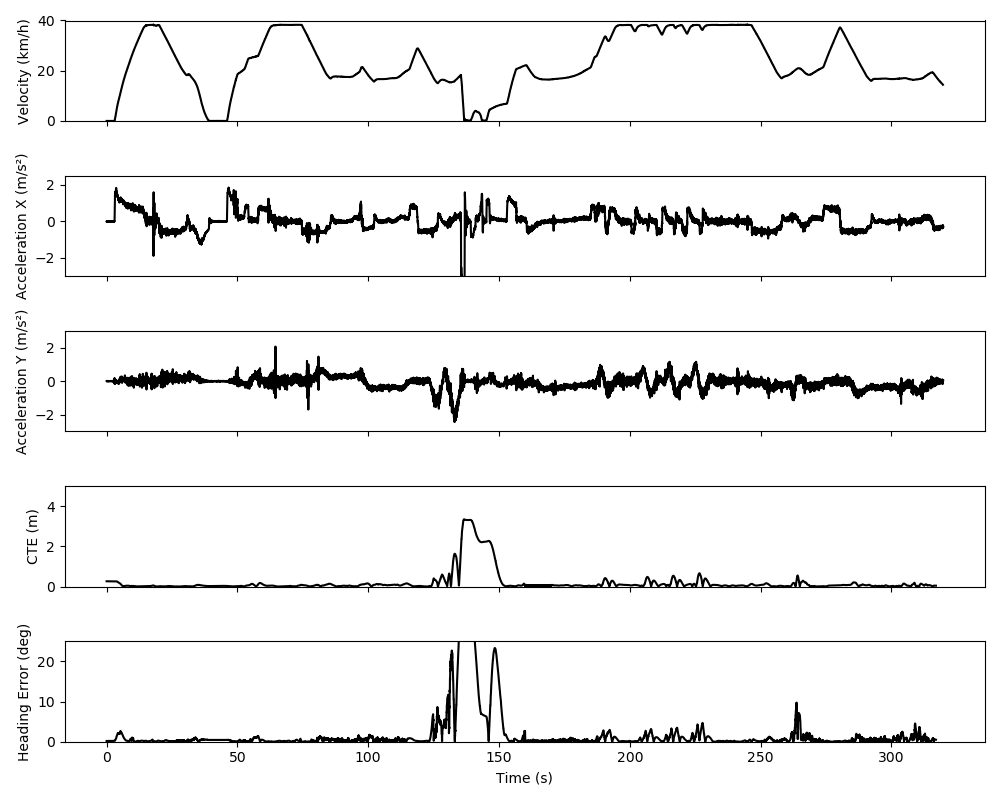 Velocity (km/h)
40
20
0
Acceleration X (m/s²)
2
0
−2
Acceleration Y (m/s²)
2
0
−2
CTE (m)
4
2
0
Heading Error (deg)
20
10
0
0 50 100 150 200 250 300
Time (s)